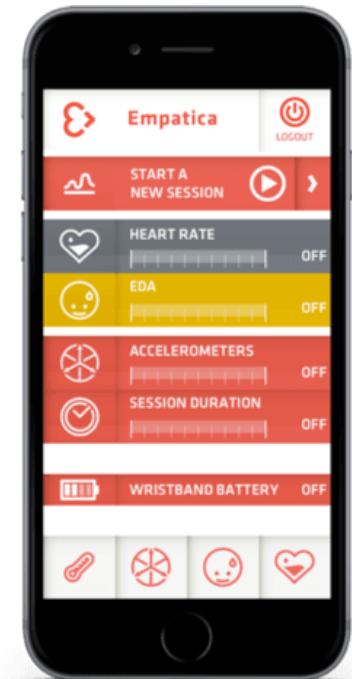 Empatica
LOGOUT
START A
NEW SESSION
HEART RATE
OFF
EDA
OFF
ACCELEROMETERS
OFF
SESSION DURATION
OFF
WRISTBAND BATTERY OFF